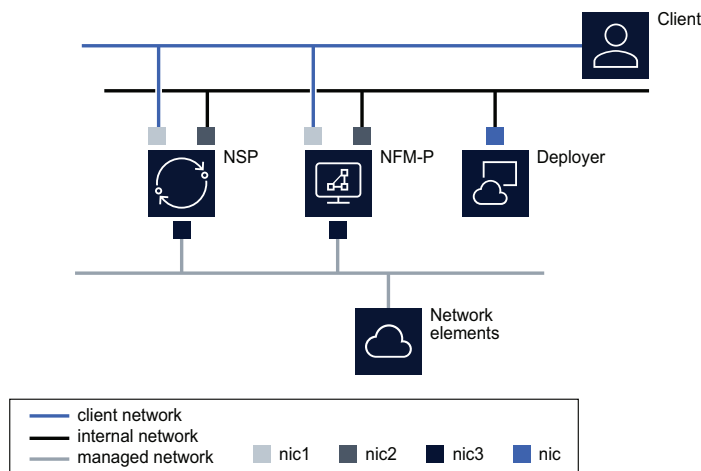 Client
NSP
NFM-P
Deployer
Network
elements
client network
internal network
managed network
nic1
nic2
nic3
nic